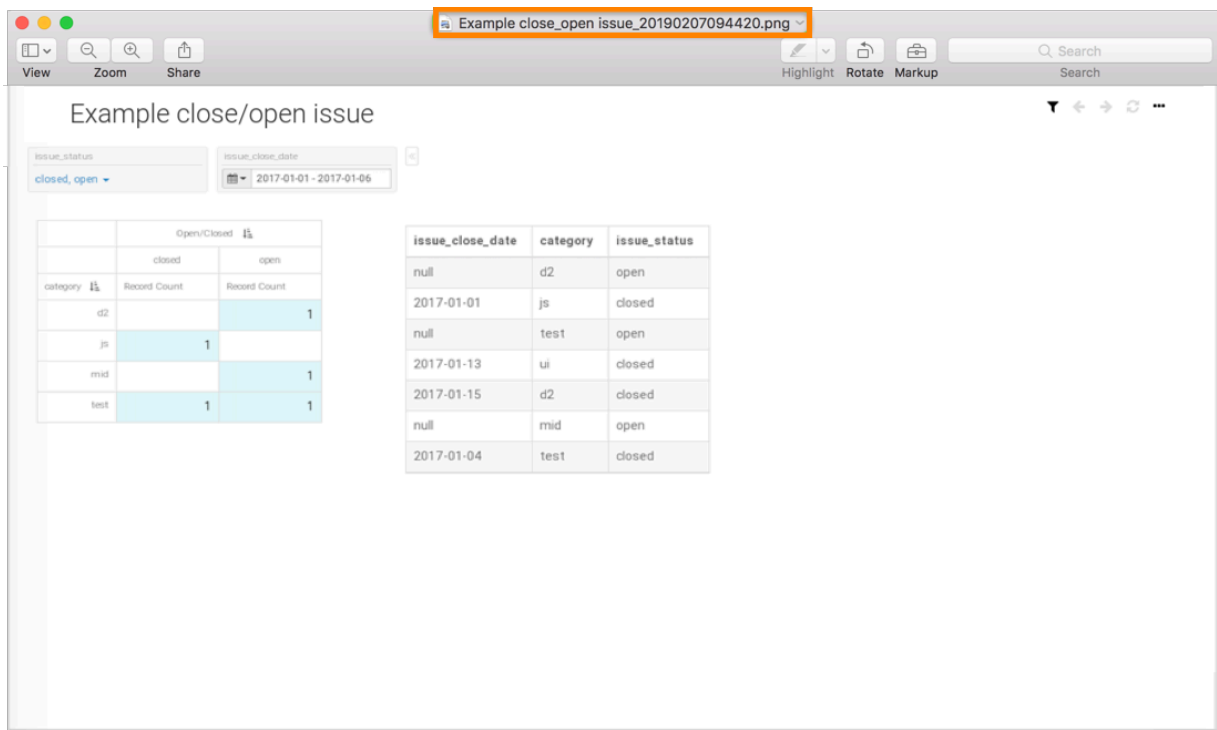 Example close_open issue_20190207094420.png
Search
View Zoom Share Highlight Rotate Markup Search
Example close/open issue
issue_status issue_close_date
closed, open 2017-01-01 - 2017-01-06
Open/Closed
closed open
category Record Count Record Count
d2 1
js 1
mid 1
test 1 1
issue_close_date category issue_status
null d2 open
2017-01-01 js closed
null test open
2017-01-13 ui closed
2017-01-15 d2 closed
null mid open
2017-01-04 test closed